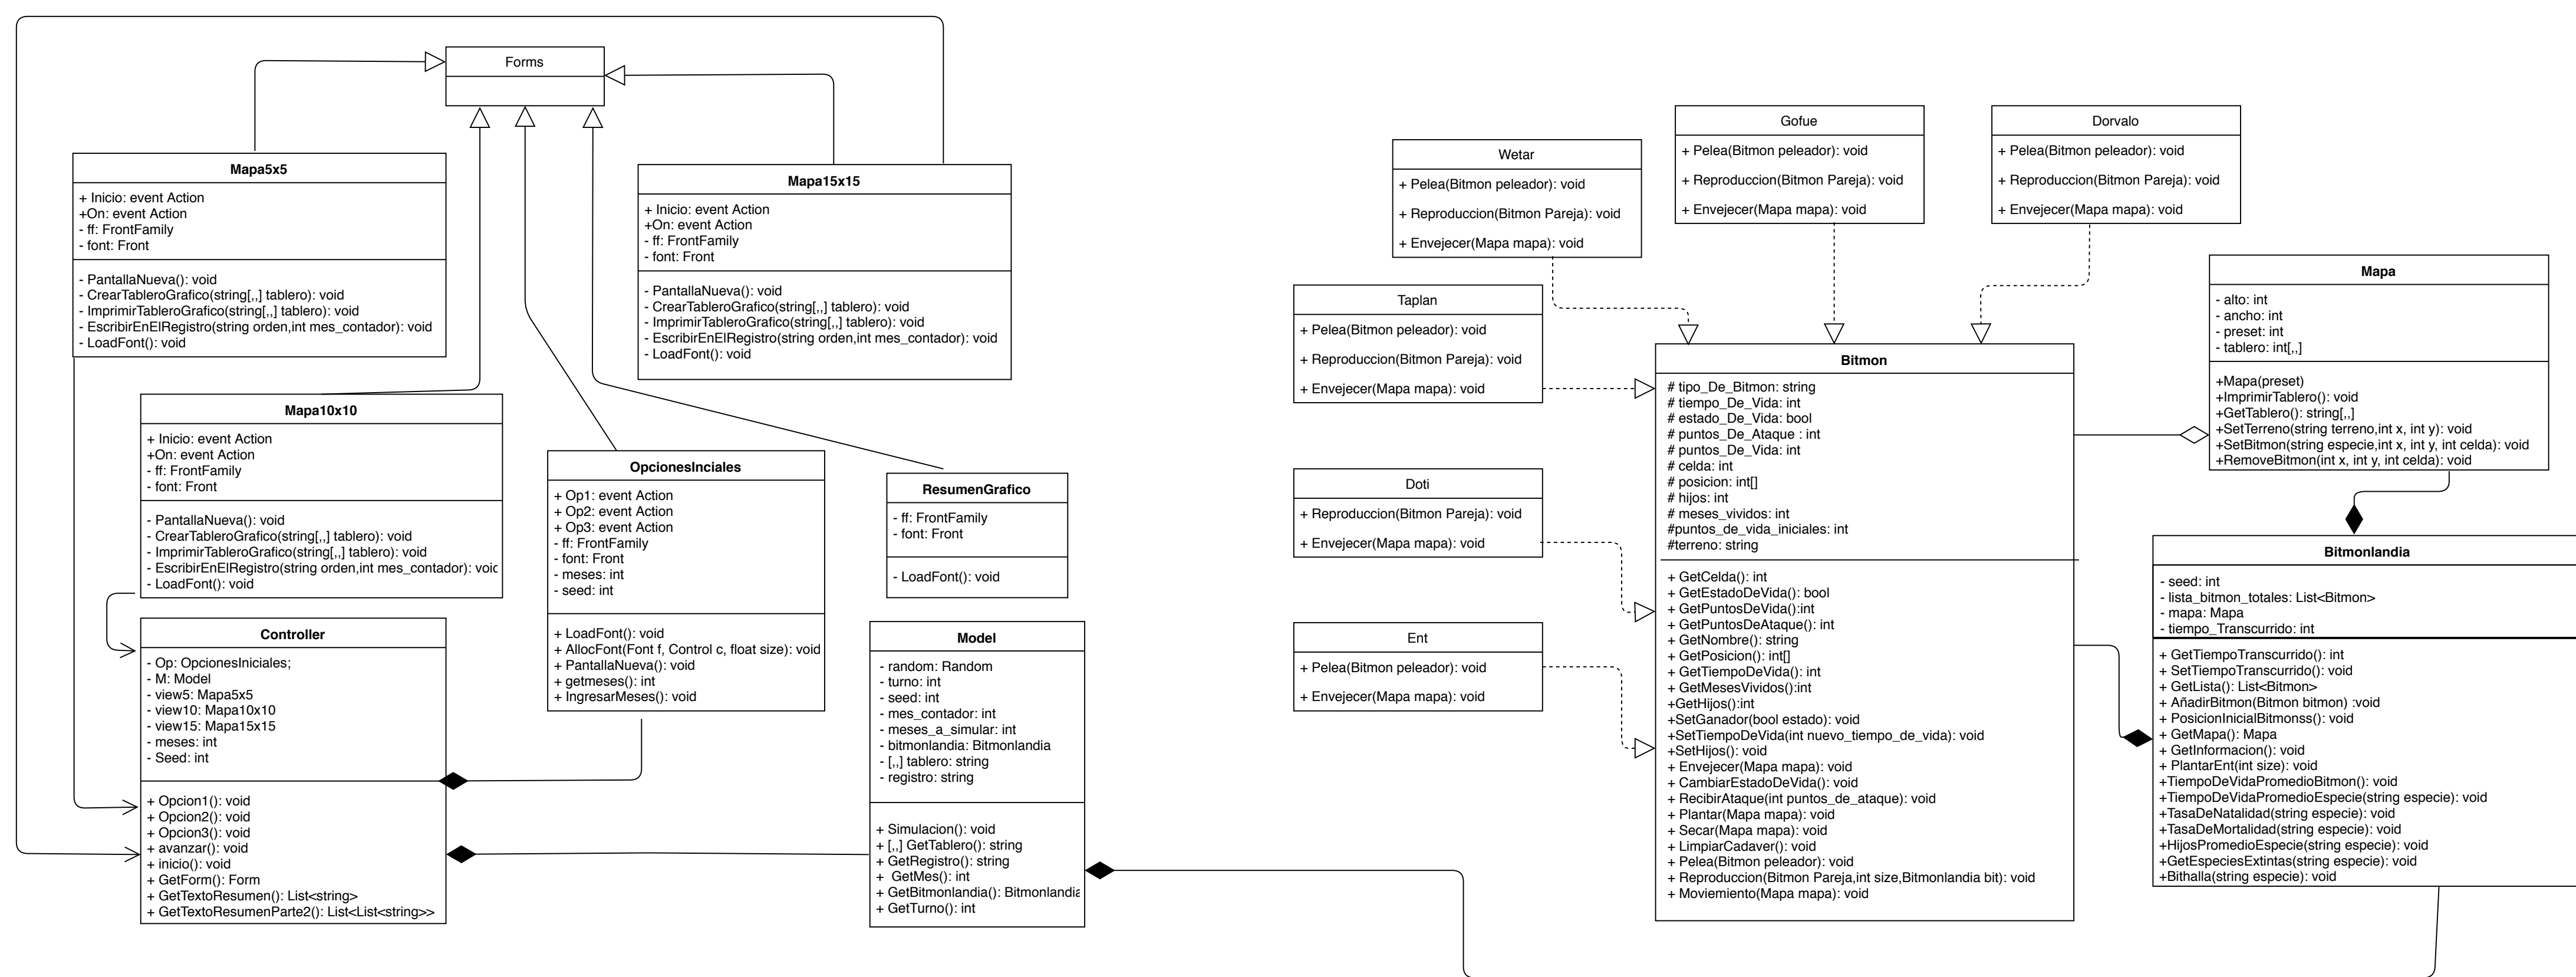 Forms
Mapa5x5
+ Inicio: event Action
+On: event Action
- ff: FrontFamily
- font: Front
- PantallaNueva(): void
- CrearTableroGrafico(string[,,] tablero): void
- ImprimirTableroGrafico(string[,,] tablero): void
- EscribirEnElRegistro(string orden,int mes_contador): void
- LoadFont(): void
Mapa15x15
+ Inicio: event Action
+On: event Action
- ff: FrontFamily
- font: Front
- PantallaNueva(): void
- CrearTableroGrafico(string[,,] tablero): void
- ImprimirTableroGrafico(string[,,] tablero): void
- EscribirEnElRegistro(string orden,int mes_contador): void
- LoadFont(): void
Mapa10x10
+ Inicio: event Action
+On: event Action
- ff: FrontFamily
- font: Front
- PantallaNueva(): void
- CrearTableroGrafico(string[,,] tablero): void
- ImprimirTableroGrafico(string[,,] tablero): void
- EscribirEnElRegistro(string orden,int mes_contador): voic
- LoadFont(): void
OpcionesInciales
+ Op1: event Action
+ Op2: event Action
+ Op3: event Action
- ff: FrontFamily
- font: Front
- meses: int
- seed: int
+ LoadFont(): void
+ AllocFont(Font f, Control c, float size): void
+ PantallaNueva(): void
+ getmeses(): int
+ IngresarMeses(): void
ResumenGrafico
- ff: FrontFamily
- font: Front
- LoadFont(): void
Controller
- Op: OpcionesIniciales;
- M: Model
- view5: Mapa5x5
- view10: Mapa10x10
- view15: Mapa15x15
- meses: int
- Seed: int
+ Opcion1(): void
+ Opcion2(): void
+ Opcion3(): void
+ avanzar(): void
+ inicio(): void
+ GetForm(): Form
+ GetTextoResumen(): List<string>
+ GetTextoResumenParte2(): List<List<string>>
Model
- random: Random
- turno: int
- seed: int
- mes_contador: int
- meses_a_simular: int
- bitmonlandia: Bitmonlandia
- [,,] tablero: string
- registro: string
+ Simulacion(): void
+ [,,] GetTablero(): string
+ GetRegistro(): string
+  GetMes(): int
+ GetBitmonlandia(): Bitmonlandia
+ GetTurno(): int
Wetar
+ Pelea(Bitmon peleador): void
+ Reproduccion(Bitmon Pareja): void
+ Envejecer(Mapa mapa): void
Gofue
+ Pelea(Bitmon peleador): void
+ Reproduccion(Bitmon Pareja): void
+ Envejecer(Mapa mapa): void
Dorvalo
+ Pelea(Bitmon peleador): void
+ Reproduccion(Bitmon Pareja): void
+ Envejecer(Mapa mapa): void
Taplan
+ Pelea(Bitmon peleador): void
+ Reproduccion(Bitmon Pareja): void
+ Envejecer(Mapa mapa): void
Doti
+ Reproduccion(Bitmon Pareja): void
+ Envejecer(Mapa mapa): void
Ent
+ Pelea(Bitmon peleador): void
+ Envejecer(Mapa mapa): void
Bitmon
# tipo_De_Bitmon: string
# tiempo_De_Vida: int
# estado_De_Vida: bool
# puntos_De_Ataque : int
# puntos_De_Vida: int
# celda: int
# posicion: int[]
# hijos: int
# meses_vividos: int
#puntos_de_vida_iniciales: int
#terreno: string
+ GetCelda(): int
+ GetEstadoDeVida(): bool
+ GetPuntosDeVida():int
+ GetPuntosDeAtaque(): int
+ GetNombre(): string
+ GetPosicion(): int[]
+ GetTiempoDeVida(): int
+ GetMesesVividos():int
+GetHijos():int
+SetGanador(bool estado): void
+SetTiempoDeVida(int nuevo_tiempo_de_vida): void
+SetHijos(): void
+ Envejecer(Mapa mapa): void
+ CambiarEstadoDeVida(): void
+ RecibirAtaque(int puntos_de_ataque): void
+ Plantar(Mapa mapa): void
+ Secar(Mapa mapa): void
+ LimpiarCadaver(): void
+ Pelea(Bitmon peleador): void
+ Reproduccion(Bitmon Pareja,int size,Bitmonlandia bit): void
+ Moviemiento(Mapa mapa): void
Mapa
- alto: int
- ancho: int
- preset: int
- tablero: int[,,]
+Mapa(preset)
+ImprimirTablero(): void
+GetTablero(): string[,,]
+SetTerreno(string terreno,int x, int y): void
+SetBitmon(string especie,int x, int y, int celda): void
+RemoveBitmon(int x, int y, int celda): void
Bitmonlandia
- seed: int
- lista_bitmon_totales: List<Bitmon>
- mapa: Mapa
- tiempo_Transcurrido: int
+ GetTiempoTranscurrido(): int
+ SetTiempoTranscurrido(): void
+ GetLista(): List<Bitmon>
+ AñadirBitmon(Bitmon bitmon) :void
+ PosicionInicialBitmonss(): void
+ GetMapa(): Mapa
+ GetInformacion(): void
+ PlantarEnt(int size): void
+TiempoDeVidaPromedioBitmon(): void
+TiempoDeVidaPromedioEspecie(string especie): void
+TasaDeNatalidad(string especie): void
+TasaDeMortalidad(string especie): void
+HijosPromedioEspecie(string especie): void
+GetEspeciesExtintas(string especie): void
+Bithalla(string especie): void